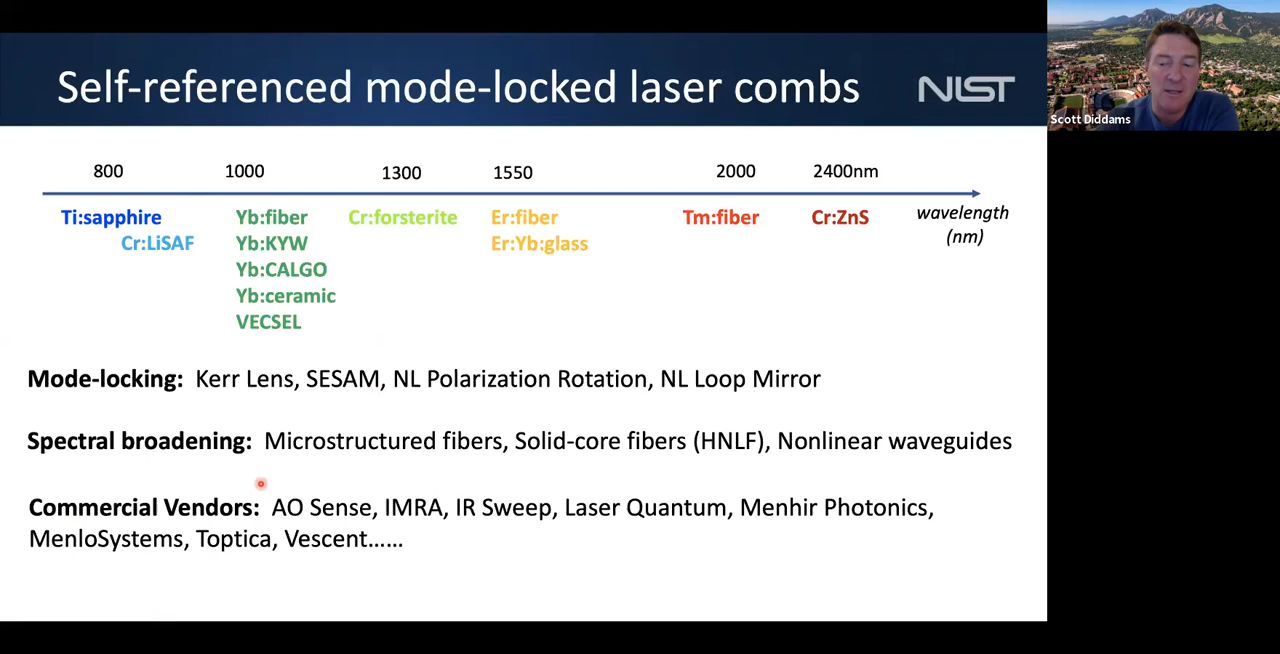 Self-referenced mode-locked laser combs
NIST
Scott Diddams
800 1000 1300 1550 2000 2400nm
Ti:sapphire Yb:fiber Cr:forsterite Er:fiber Tm:fiber Cr:ZnS wavelength
Cr:LiSAF Yb:KYW Er:Yb:glass (nm)
Yb:CALGO
Yb:ceramic
VECSEL
Mode-locking: Kerr Lens, SESAM, NL Polarization Rotation, NL Loop Mirror
Spectral broadening: Microstructured fibers, Solid-core fibers (HNLF), Nonlinear waveguides
Commercial Vendors: AO Sense, IMRA, IR Sweep, Laser Quantum, Menhir Photonics,
MenloSystems, Toptica, Vescent......